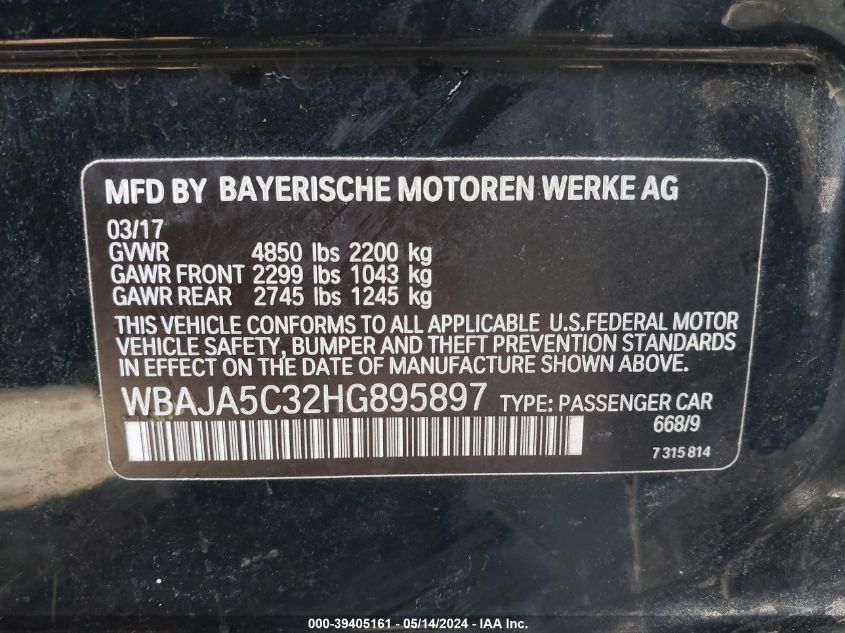 MFD BY BAYERISCHE MOTOREN WERKE AG
03/17
GVWR 4850 lbs 2200 kg
GAWR FRONT 2299 lbs 1043 kg
GAWR REAR 2745 lbs 1245 kg
THIS VEHICLE CONFORMS TO ALL APPLICABLE U.S.FEDERAL MOTOR
VEHICLE SAFETY, BUMPER AND THEFT PREVENTION STANDARDS
IN EFFECT ON THE DATE OF MANUFACTURE SHOWN ABOVE.
WBAJA5C32HG895897 TYPE: PASSENGER CAR
668/9
7 315 814
000-39405161 - 05/14/2024 - IAA Inc.